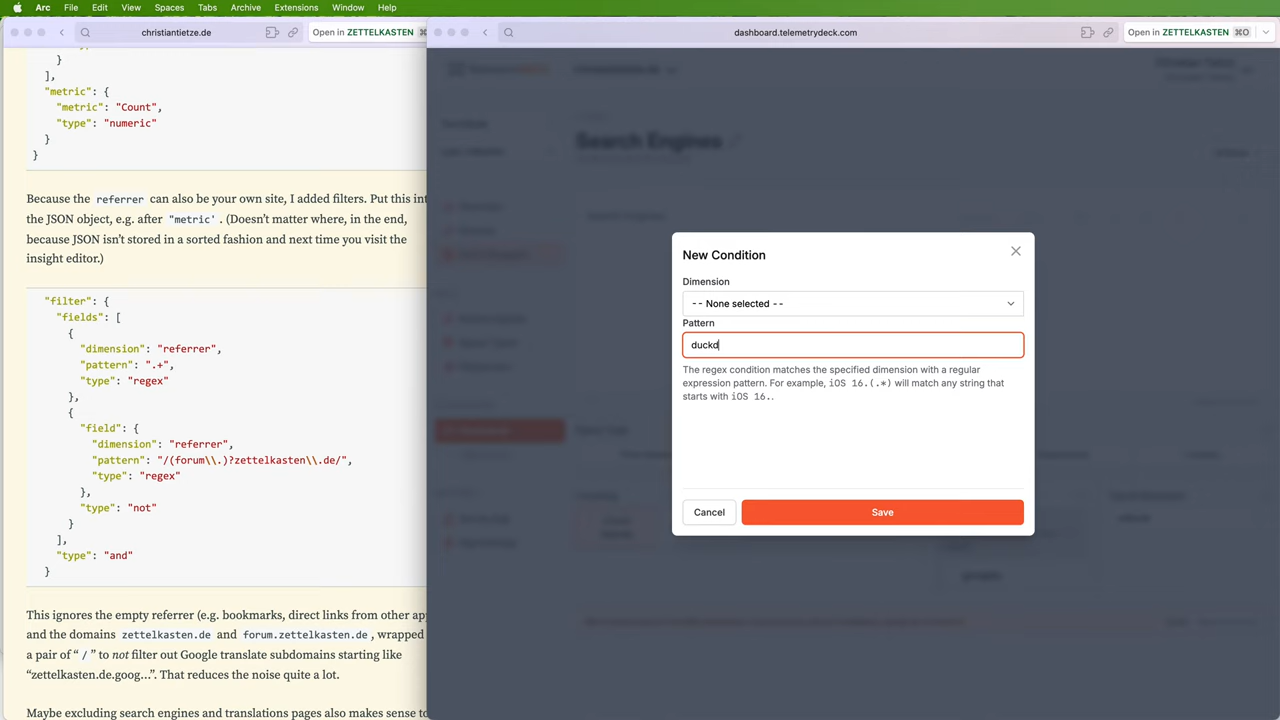 Arc File Edit View Spaces Tabs Archive Extensions Window Help
christiantietze.de
Open in ZETTELKASTEN ⌘
dashboard.telemetrydeck.com
Open in ZETTELKASTEN ⌘O
}
],
"metric": {
"metric": "Count",
"type": "numeric"
}
}
Because the referrer can also be your own site, I added filters. Put this int
the JSON object, e.g. after "metric'. (Doesn’t matter where, in the end,
because JSON isn’t stored in a sorted fashion and next time you visit the
insight editor.)
"filter": {
"fields": [
{
"dimension": "referrer",
"pattern": ".+",
"type": "regex"
},
{
"field": {
"dimension": "referrer",
"pattern": "/(forum\\.)?zettelkasten\\.de/",
"type": "regex"
},
"type": "not"
}
],
"type": "and"
}
This ignores the empty referrer (e.g. bookmarks, direct links from other app
and the domains zettelkasten.de and forum.zettelkasten.de, wrapped
a pair of “/” to not filter out Google translate subdomains starting like
“zettelkasten.de.goog…”. That reduces the noise quite a lot.
Maybe excluding search engines and translations pages also makes sense to
Search Engines
New Condition
Dimension
-- None selected --
Pattern
duckd
The regex condition matches the specified dimension with a regular
expression pattern. For example, iOS 16.(.*) will match any string that
starts with iOS 16..
Cancel
Save